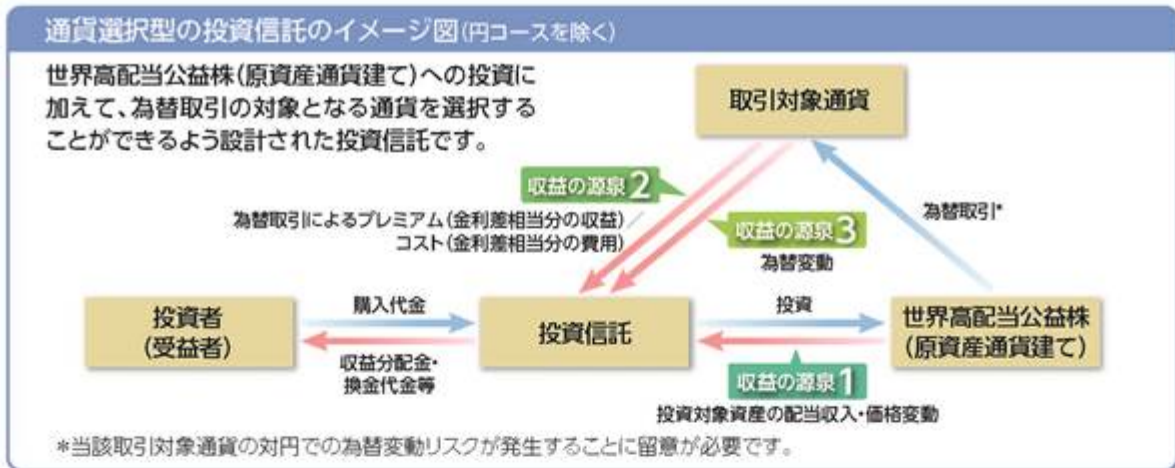 通貨選択型の投資信託のイメージ図(円コースを除く)
世界高配当公益株(原資産通貨建て)への投資に
加えて、為替取引の対象となる通貨を選択する
ことができるよう設計された投資信託です。
取引対象通貨
収益の源泉2
為替取引によるプレミアム(金利差相当分の収益)/
コスト(金利差相当分の費用)
収益の源泉3
為替変動
為替取引*
投資者
(受益者)
購入代金
収益分配金・
換金代金等
投資信託
投資
世界高配当公益株
(原資産通貨建て)
収益の源泉1
投資対象資産の配当収入・価格変動
*当該取引対象通貨の対円での為替変動リスクが発生することに留意が必要です。